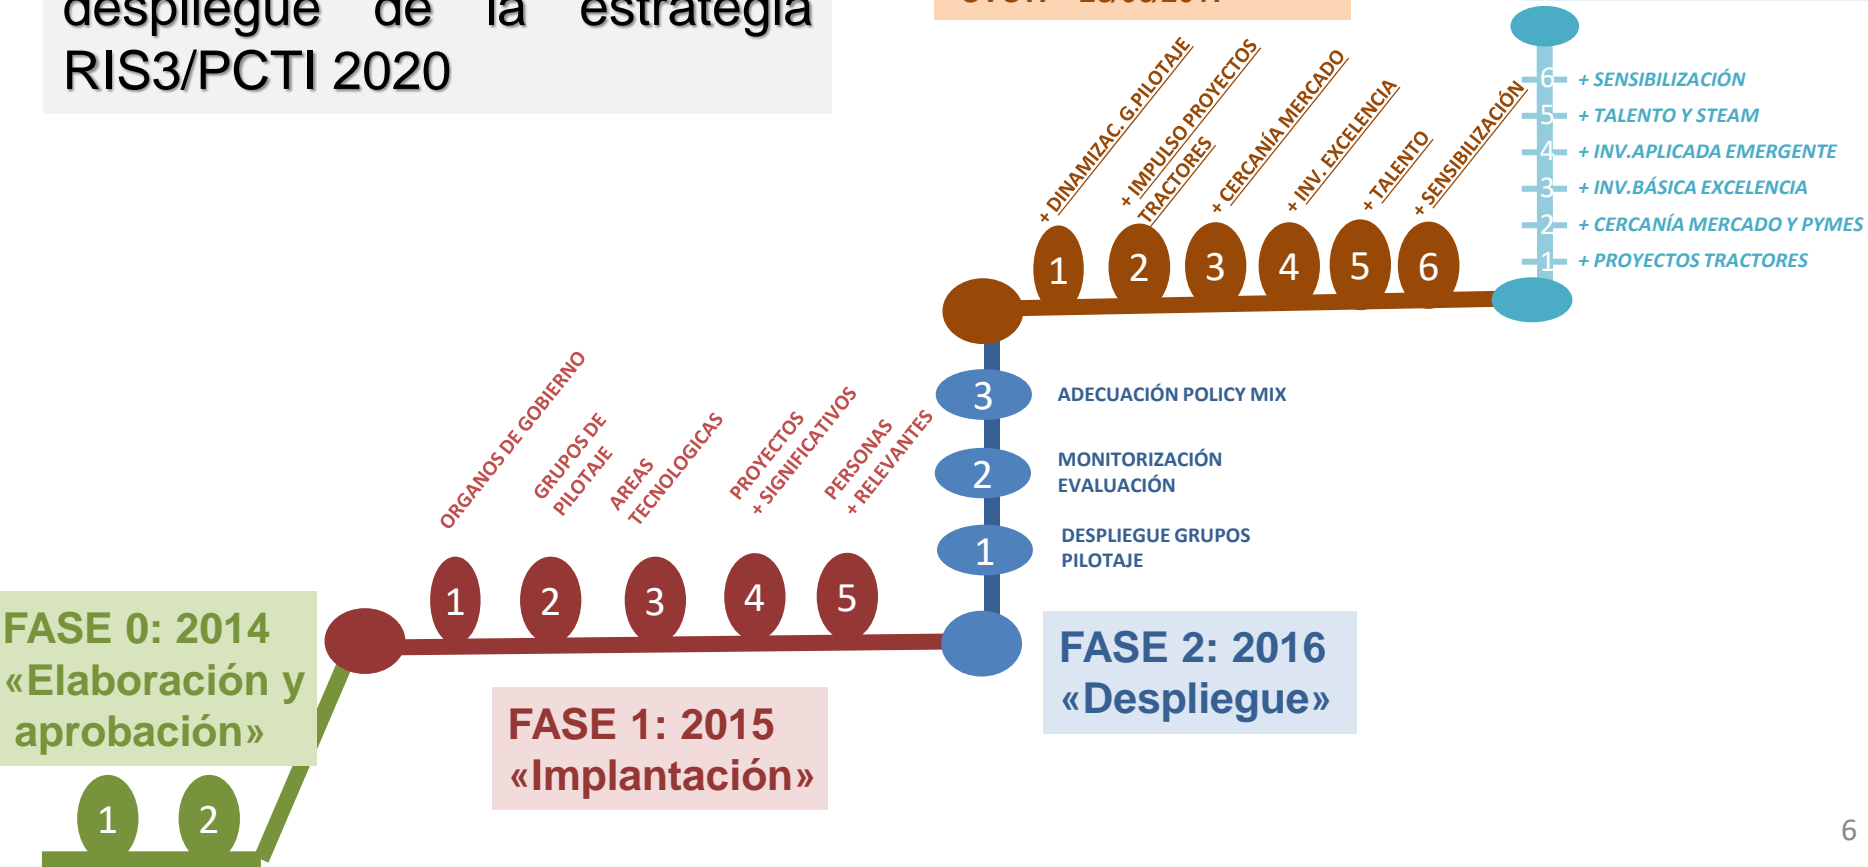 despliegue de la estrategia
RIS3/PCTI 2020
+ DINAMIZAC. G.PILOTAJE
+ IMPULSO PROYECTOS
TRACTORES
+ CERCANÍA MERCADO
+ INV. EXCELENCIA
+ TALENTO
+ SENSIBILIZACIÓN
1
2
3
4
5
6
6 + SENSIBILIZACIÓN
5 + TALENTO Y STEAM
4 + INV.APLICADA EMERGENTE
3 + INV.BÁSICA EXCELENCIA
2 + CERCANÍA MERCADO Y PYMES
1 + PROYECTOS TRACTORES
3 ADECUACIÓN POLICY MIX
2 MONITORIZACIÓN
EVALUACIÓN
1 DESPLIEGUE GRUPOS
PILOTAJE
FASE 2: 2016
«Despliegue»
ORGANOS DE GOBIERNO
GRUPOS DE
PILOTAJE
AREAS
TECNOLOGICAS
PROYECTOS
+ SIGNIFICATIVOS
PERSONAS
+ RELEVANTES
1
2
3
4
5
FASE 1: 2015
«Implantación»
FASE 0: 2014
«Elaboración y
aprobación»
1
2
6